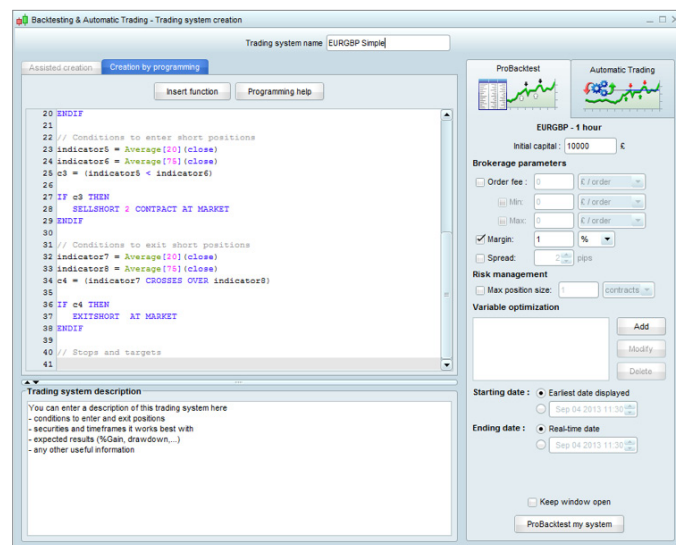 Backtesting & Automatic Trading - Trading system creation
Trading system name EURGBP Simple
Assisted creation Creation by programming
Insert function Programming help
20 ENDIF
21
22 // Conditions to enter short positions
23 indicator5 = Average[20](close)
24 indicator6 = Average[75](close)
25 c3 = (indicator5 < indicator6)
26
27 IF c3 THEN
28 SELLSHORT 2 CONTRACT AT MARKET
29 ENDIF
30
31 // Conditions to exit short positions
32 indicator7 = Average[20](close)
33 indicator8 = Average[75](close)
34 c4 = (indicator7 CROSSES OVER indicator8)
35
36 IF c4 THEN
37 EXITSHORT AT MARKET
38 ENDIF
39
40 // Stops and targets
41
Trading system description
You can enter a description of this trading system here
- conditions to enter and exit positions
- securities and timeframes it works best with
- expected results (%Gain, drawdown,...)
- any other useful information
ProBacktest Automatic Trading
EURGBP - 1 hour
Initial capital : 10000 £
Brokerage parameters
Order fee : 0 £ / order
Min: 0 £ / order
Max: 0 £ / order
Margin: 1 %
Spread: 2 pips
Risk management
Max position size: 1 contracts
Variable optimization
Add
Modify
Delete
Starting date : Earliest date displayed
Sep 04 2013 11:30
Ending date : Real-time date
Sep 04 2013 11:30
Keep window open
ProBacktest my system